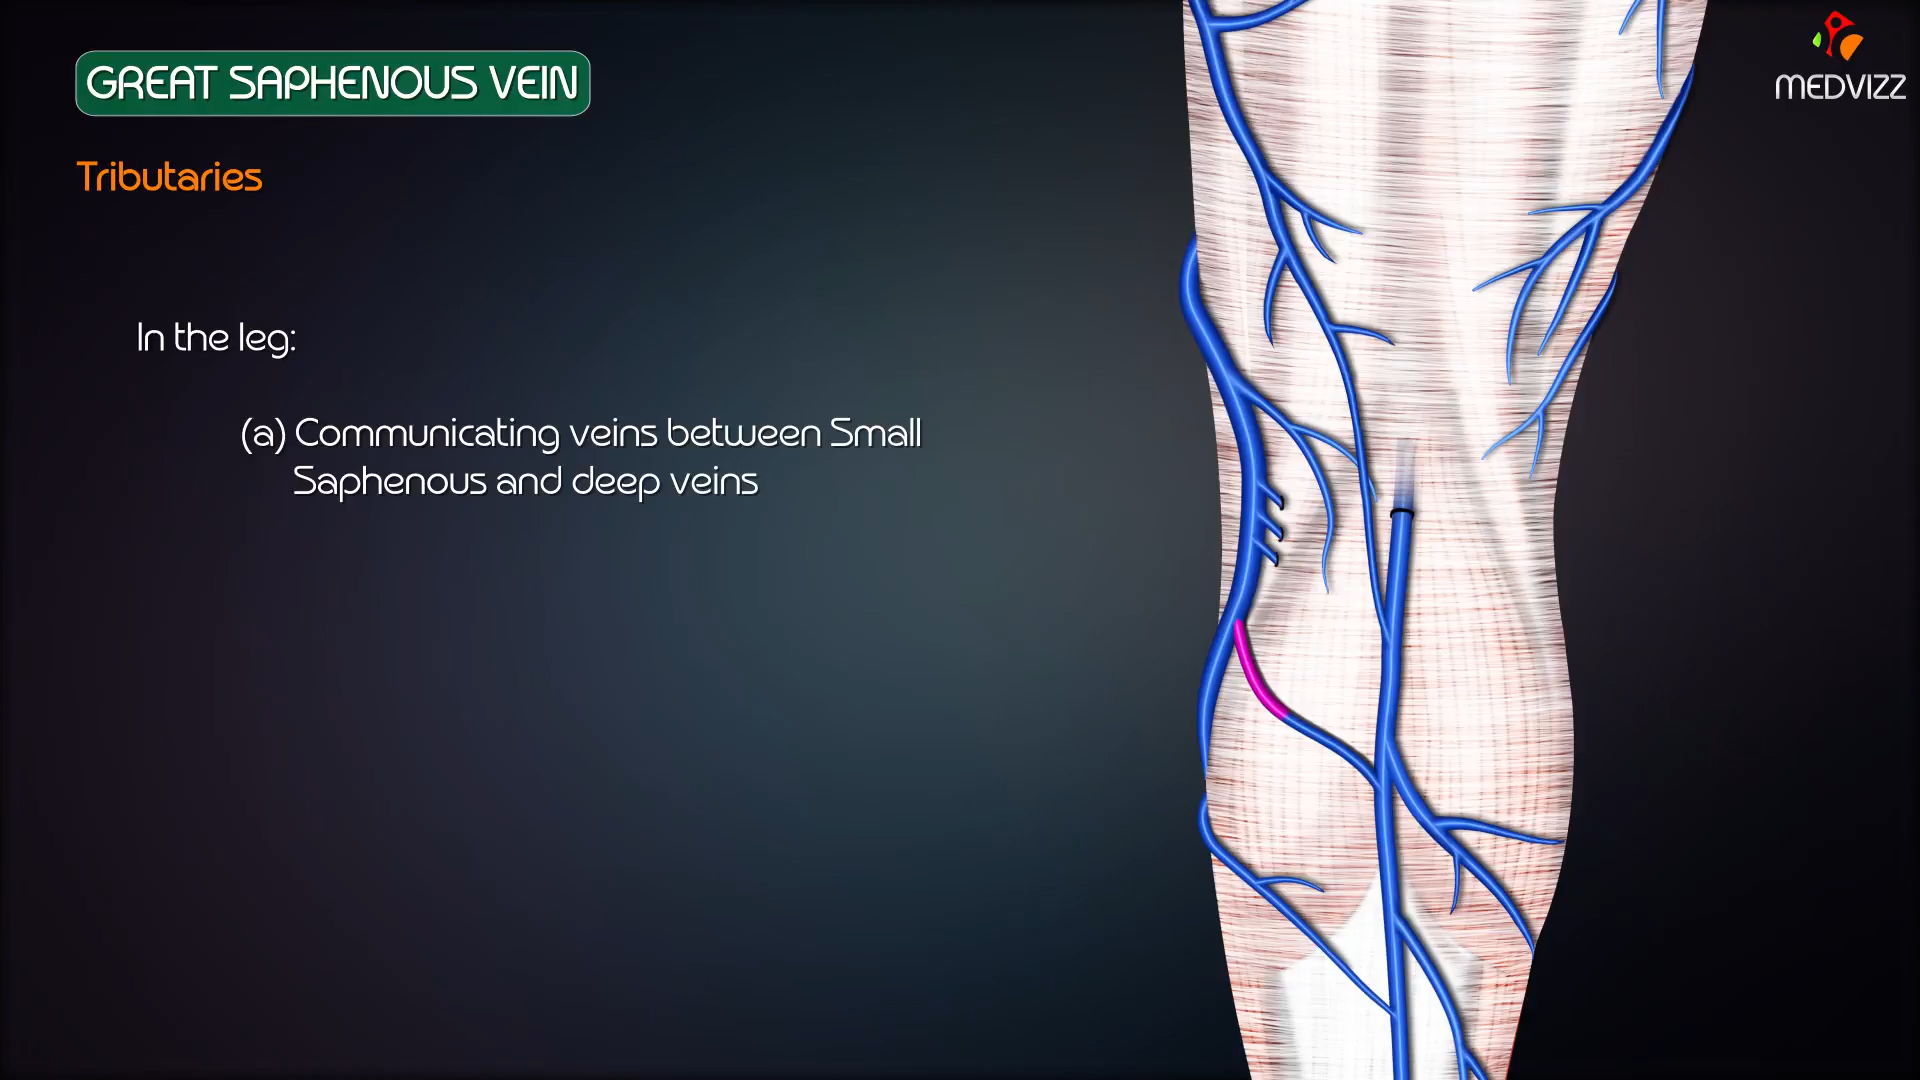 GREAT SAPHENOUS VEIN
MEDVIZZ
Tributaries
In the leg:
(a) Communicating veins between Small
Saphenous and deep veins